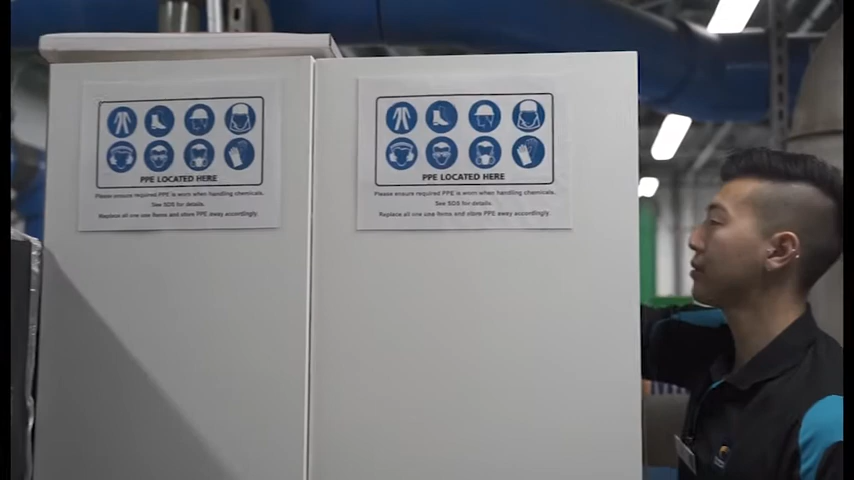 PPE LOCATED HERE
Please ensure required PPE is worn when handling chemicals.
See SDS for details.
Replace all one use items and store PPE away accordingly.
PPE LOCATED HERE
Please ensure required PPE is worn when handling chemicals.
See SDS for details.
Replace all one use items and store PPE away accordingly.